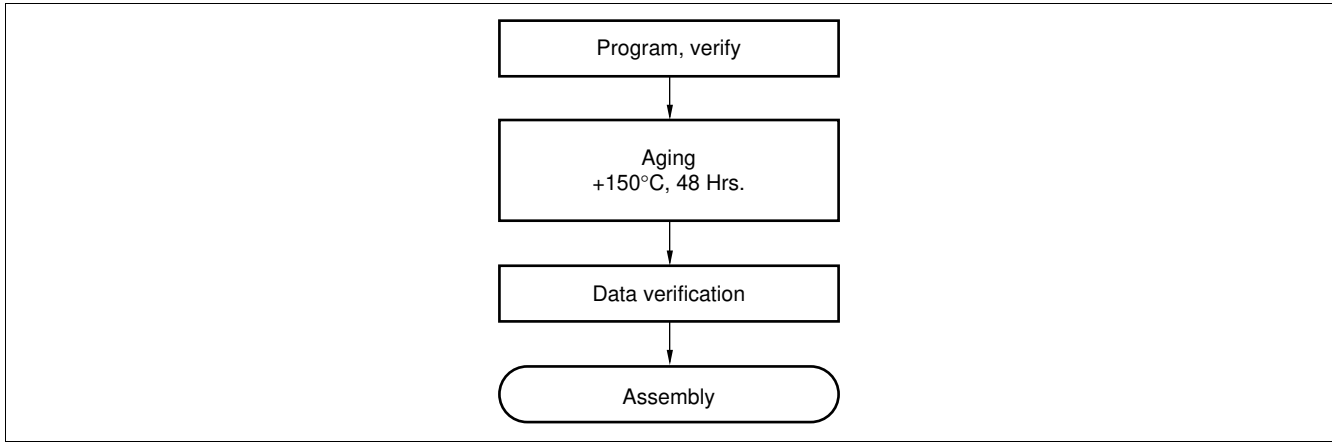 Program, verify
Aging
+150°C, 48 Hrs.
Data verification
Assembly